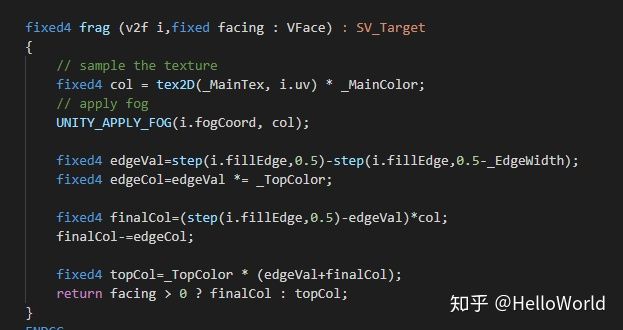 fixed4 frag (v2f i,fixed facing : VFace) : SV_Target
{
// sample the texture
fixed4 col = tex2D(_MainTex, i.uv) * _MainColor;
// apply fog
UNITY_APPLY_FOG(i.fogCoord, col);
fixed4 edgeVal=step(i.fillEdge,0.5)-step(i.fillEdge,0.5-_EdgeWidth);
fixed4 edgeCol=edgeVal *= _TopColor;
fixed4 finalCol=(step(i.fillEdge,0.5)-edgeVal)*col;
finalCol-=edgeCol;
fixed4 topCol=_TopColor * (edgeVal+finalCol);
return facing > 0 ? finalCol : topCol;
}
知乎 @HelloWorld